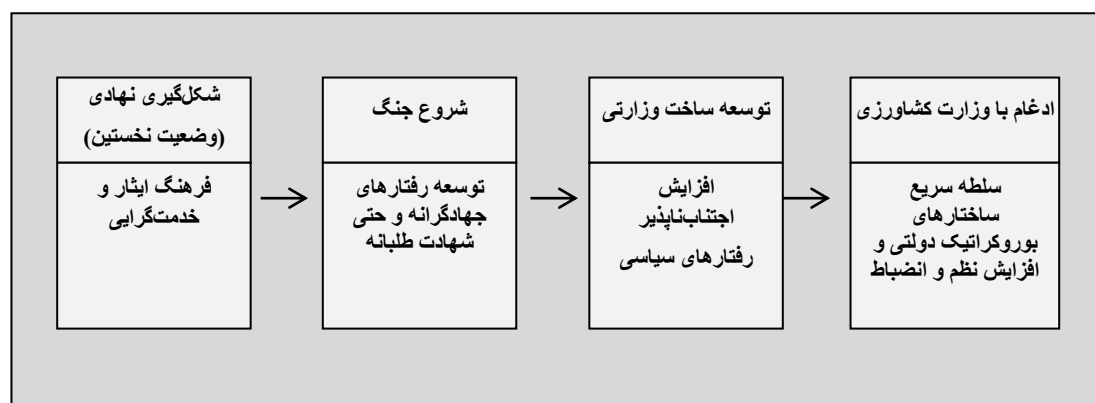 شکل‌گیری نهادی
(وضعیت نخستین)
فرهنگ ایثار و
خدمت‌گرایی
شروع جنگ
توسعه رفتارهای
جهادگرانه و حتی
شهادت طلبانه
توسعه ساخت وزارتی
افزایش
اجتناب‌ناپذیر
رفتارهای سیاسی
ادغام با وزارت کشاورزی
سلطه سریع
ساختارهای
بوروکراتیک دولتی و
افزایش نظم و انضباط